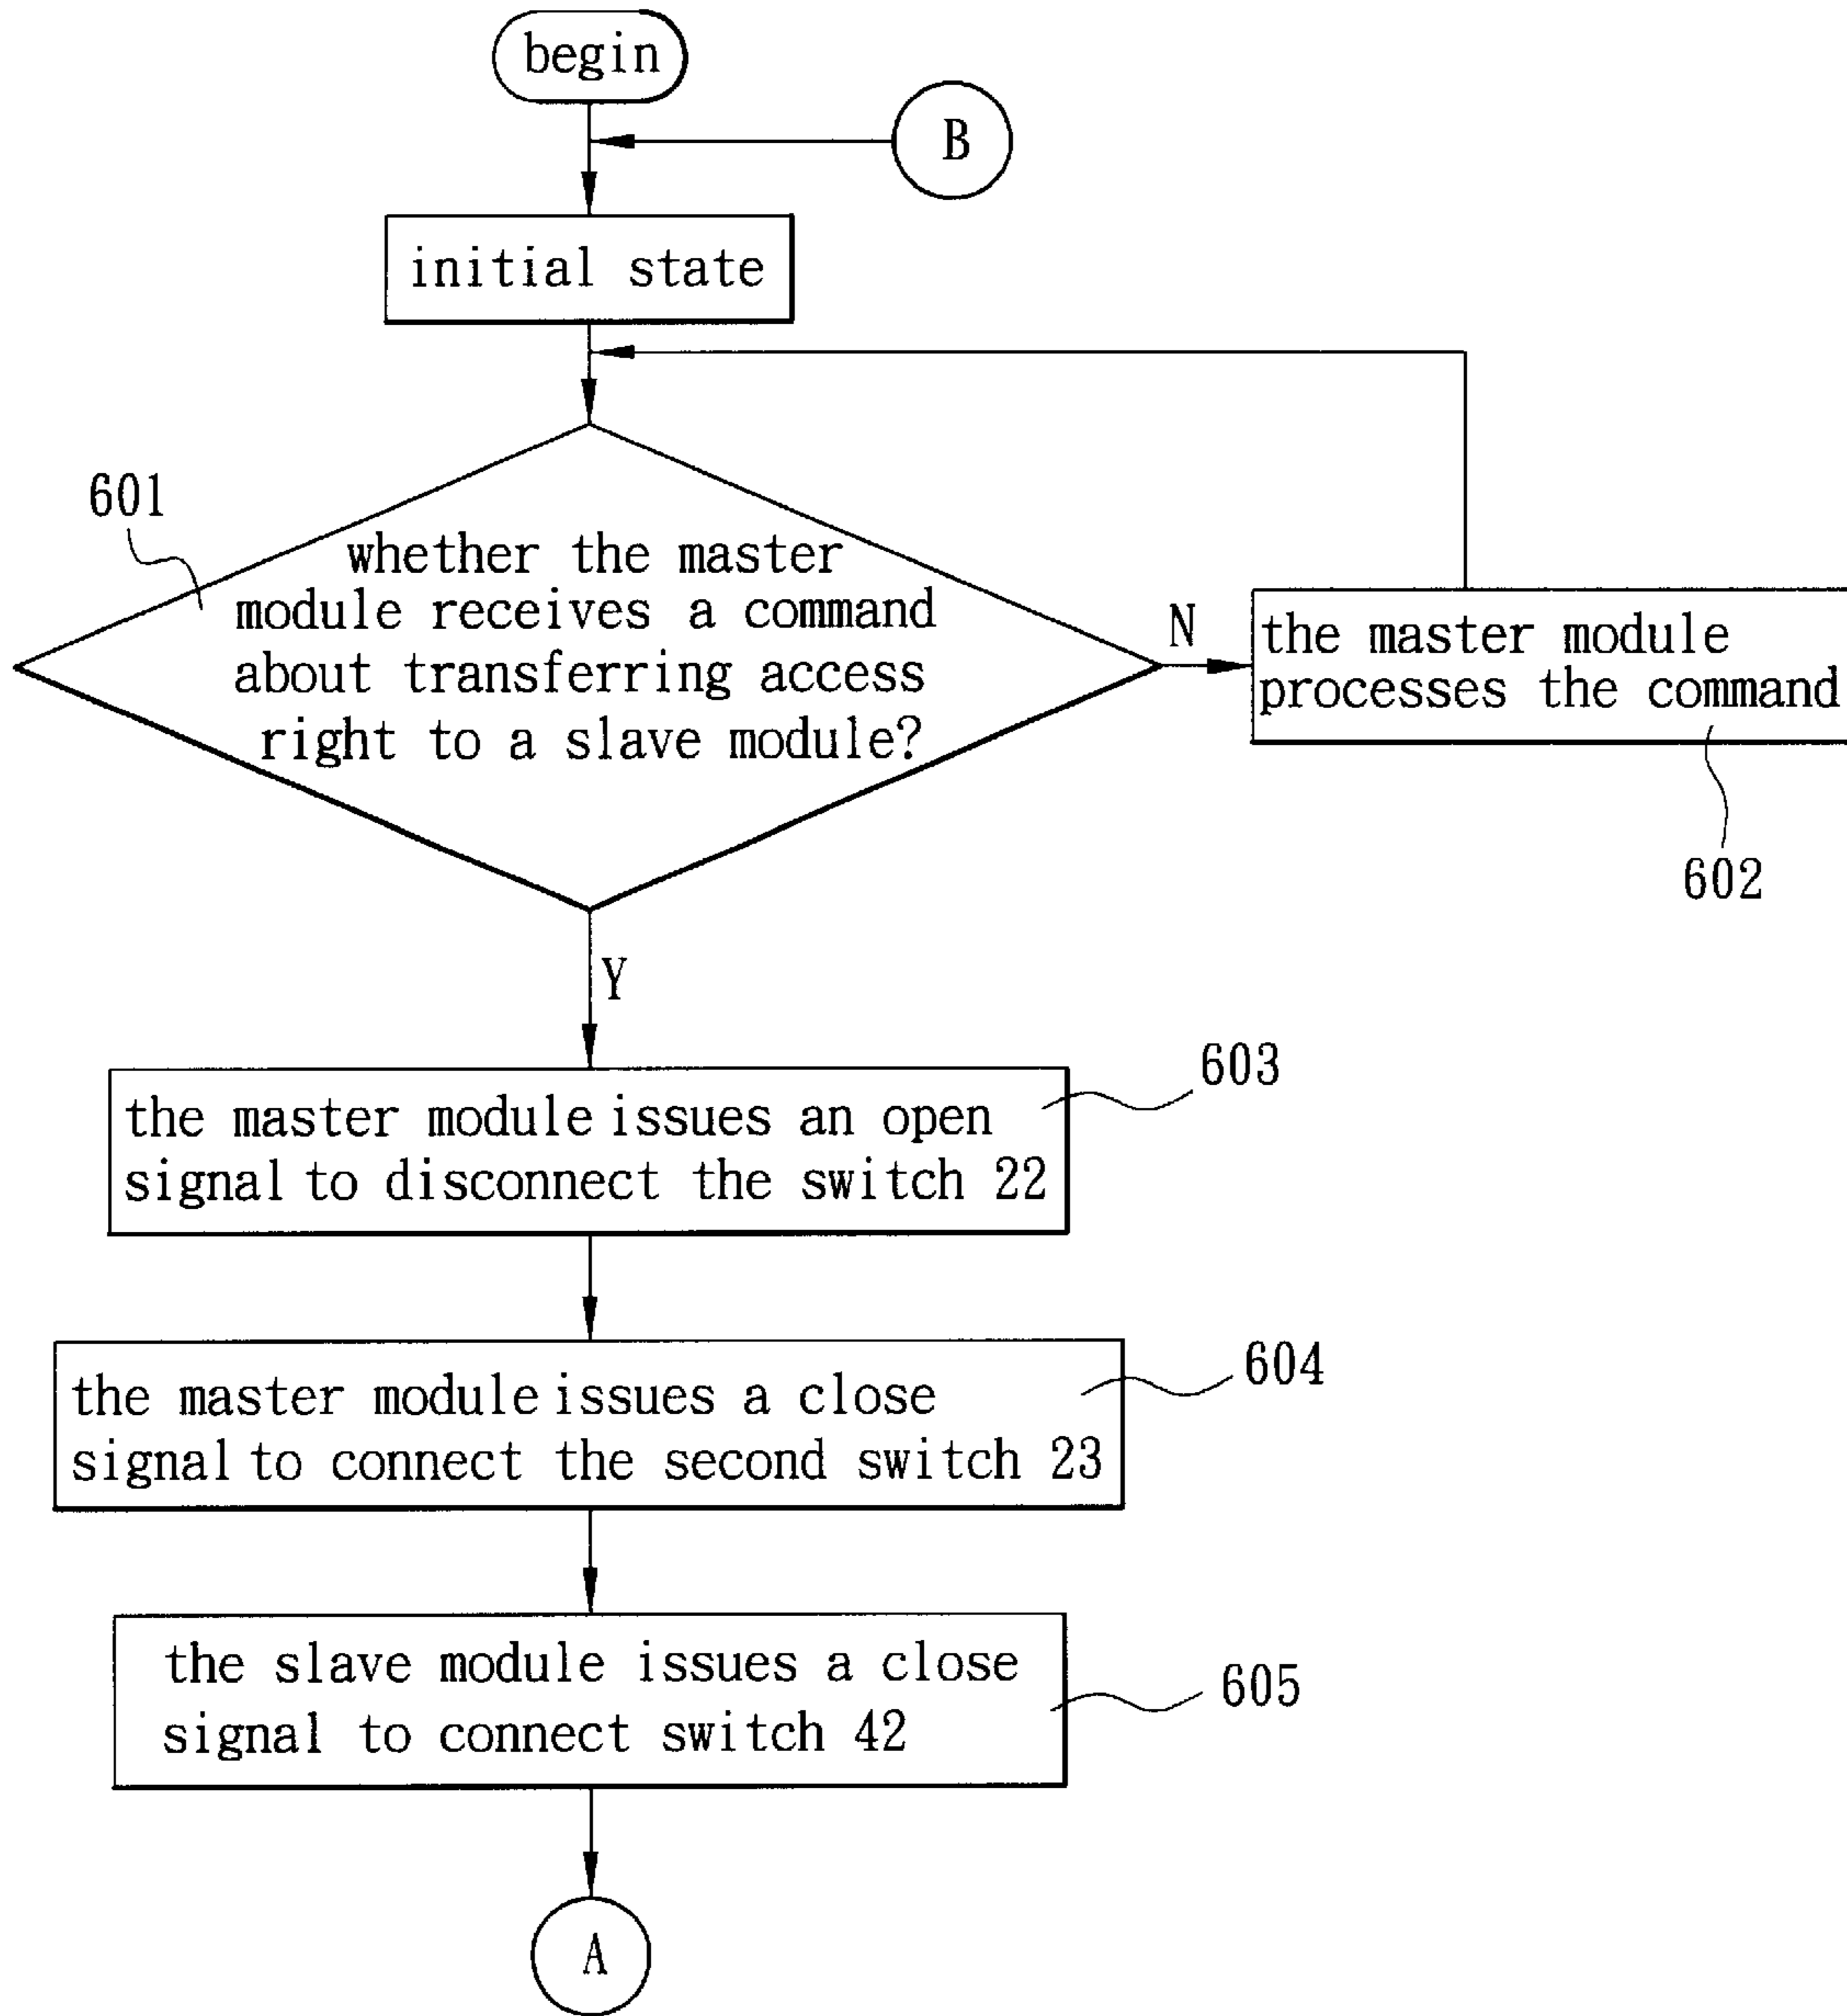 begin
B
initial state
601
whether the master
module receives a command
about transferring access
right to a slave module?
N
the master module
processes the command
602
Y
603
the master module issues an open
signal to disconnect the switch 22
604
the master module issues a close
signal to connect the second switch 23
the slave module issues a close
signal to connect switch 42
605
A